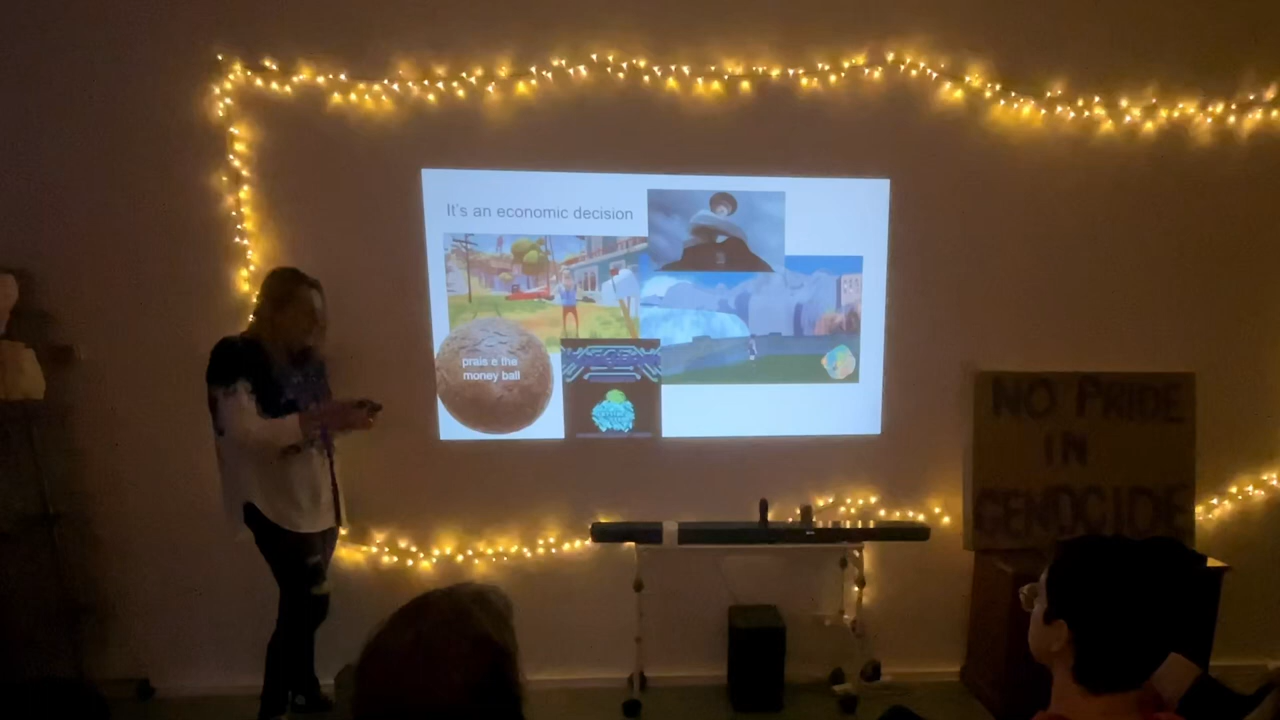 It's an economic decision
prais e the
money ball
NO PRIDE
IN
GENOCIDE